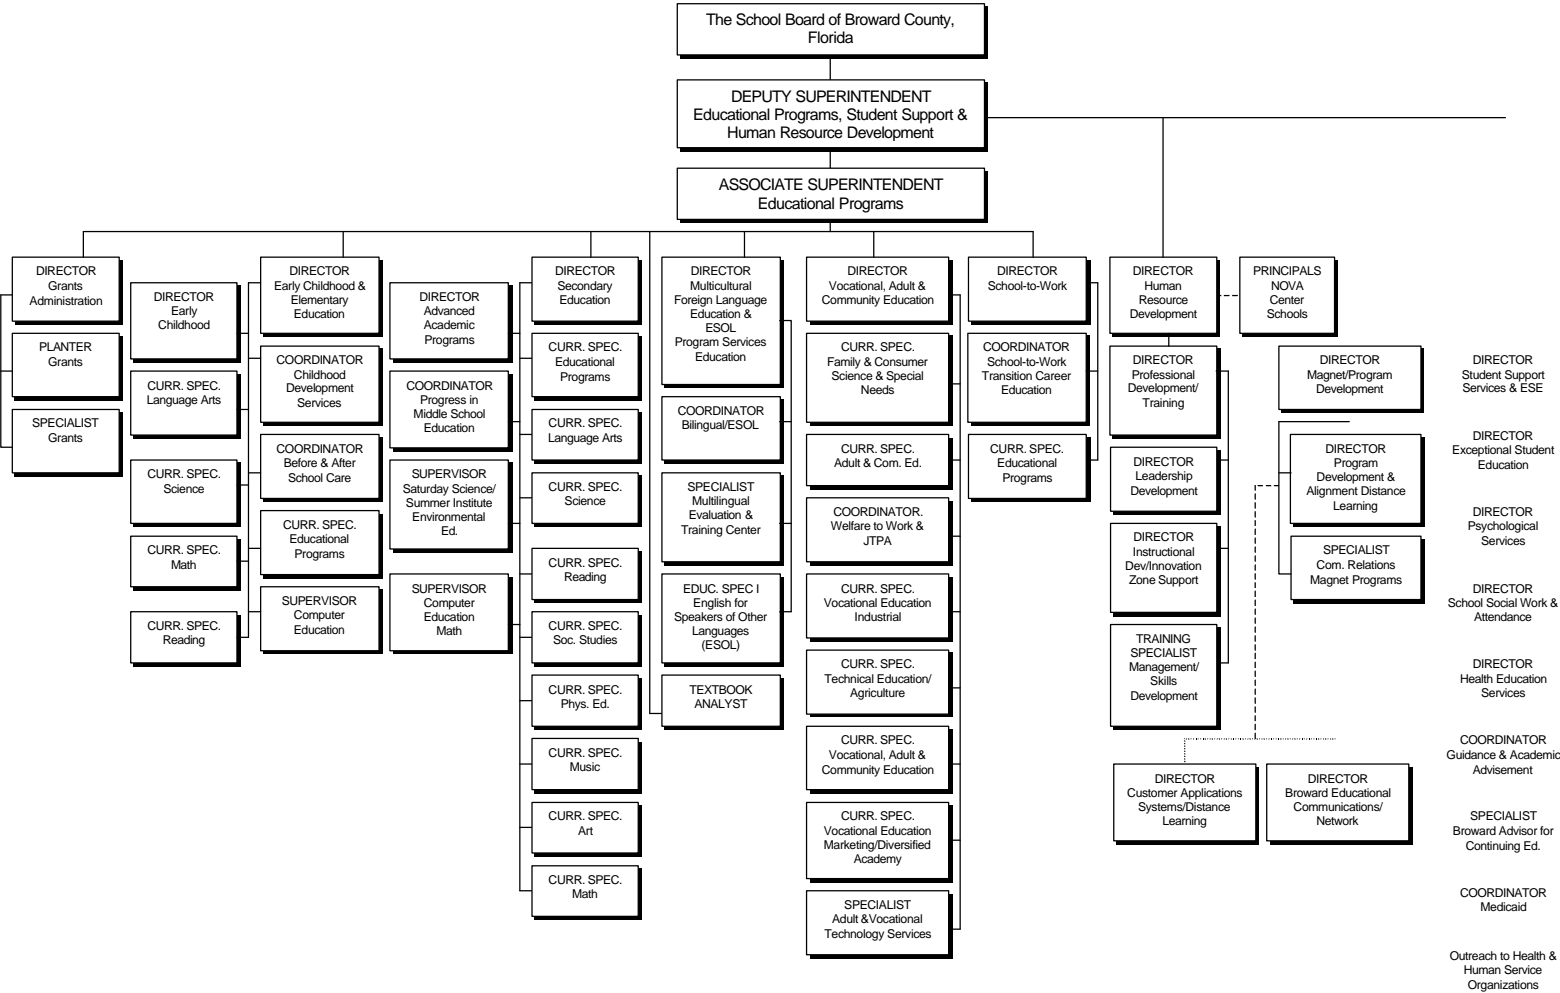 The School Board of Broward County,
Florida
DEPUTY SUPERINTENDENT
Educational Programs, Student Support &
Human Resource Development
ASSOCIATE SUPERINTENDENT
Educational Programs
DIRECTOR
Grants
Administration
PLANTER
Grants
SPECIALIST
Grants
DIRECTOR
Early
Childhood
CURR. SPEC.
Language Arts
CURR. SPEC.
Science
CURR. SPEC.
Math
CURR. SPEC.
Reading
DIRECTOR
Early Childhood &
Elementary
Education
COORDINATOR
Childhood
Development
Services
COORDINATOR
Before & After
School Care
CURR. SPEC.
Educational
Programs
SUPERVISOR
Computer
Education
DIRECTOR
Advanced
Academic
Programs
COORDINATOR
Progress in
Middle School
Education
SUPERVISOR
Saturday Science/
Summer Institute
Environmental
Ed.
SUPERVISOR
Computer
Education
Math
DIRECTOR
Secondary
Education
CURR. SPEC.
Educational
Programs
CURR. SPEC.
Language Arts
CURR. SPEC.
Science
CURR. SPEC.
Reading
CURR. SPEC.
Soc. Studies
CURR. SPEC.
Phys. Ed.
CURR. SPEC.
Music
CURR. SPEC.
Art
CURR. SPEC.
Math
DIRECTOR
Multicultural
Foreign Language
Education &
ESOL
Program Services
Education
COORDINATOR
Bilingual/ESOL
SPECIALIST
Multilingual
Evaluation &
Training Center
EDUC. SPEC I
English for
Speakers of Other
Languages
(ESOL)
TEXTBOOK
ANALYST
DIRECTOR
Vocational, Adult &
Community Education
CURR. SPEC.
Family & Consumer
Science & Special
Needs
CURR. SPEC.
Adult & Com. Ed.
COORDINATOR.
Welfare to Work &
JTPA
CURR. SPEC.
Vocational Education
Industrial
CURR. SPEC.
Technical Education/
Agriculture
CURR. SPEC.
Vocational, Adult &
Community Education
CURR. SPEC.
Vocational Education
Marketing/Diversified
Academy
SPECIALIST
Adult &Vocational
Technology Services
DIRECTOR
School-to-Work
COORDINATOR
School-to-Work
Transition Career
Education
CURR. SPEC.
Educational
Programs
DIRECTOR
Human
Resource
Development
DIRECTOR
Professional
Development/
Training
DIRECTOR
Leadership
Development
DIRECTOR
Instructional
Dev/Innovation
Zone Support
TRAINING
SPECIALIST
Management/
Skills
Development
PRINCIPALS
NOVA
Center
Schools
DIRECTOR
Magnet/Program
Development
DIRECTOR
Program
Development &
Alignment Distance
Learning
SPECIALIST
Com. Relations
Magnet Programs
DIRECTOR
Customer Applications
Systems/Distance
Learning
DIRECTOR
Broward Educational
Communications/
Network
DIRECTOR
Student Support
Services & ESE
DIRECTOR
Exceptional Student
Education
DIRECTOR
Psychological
Services
DIRECTOR
School Social Work &
Attendance
DIRECTOR
Health Education
Services
COORDINATOR
Guidance & Academic
Advisement
SPECIALIST
Broward Advisor for
Continuing Ed.
COORDINATOR
Medicaid
Outreach to Health &
Human Service
Organizations